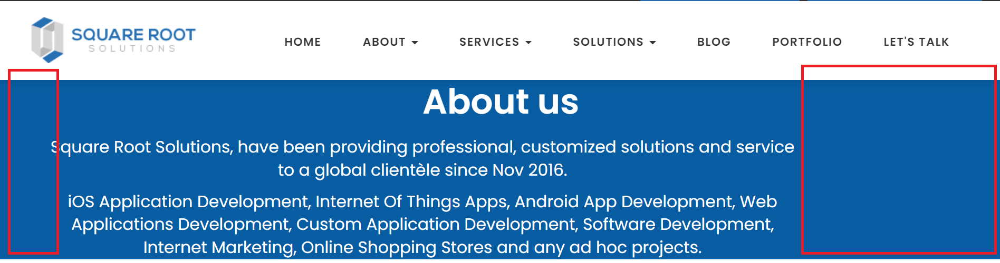 SQUARE ROOT
SOLUTIONS
HOME
ABOUT
SERVICES
SOLUTIONS
BLOG
PORTFOLIO
LET'S TALK
About us
Square Root Solutions, have been providing professional, customized solutions and service
to a global clientèle since Nov 2016.
iOS Application Development, Internet Of Things Apps, Android App Development, Web
Applications Development, Custom Application Development, Software Development,
Internet Marketing, Online Shopping Stores and any ad hoc projects.